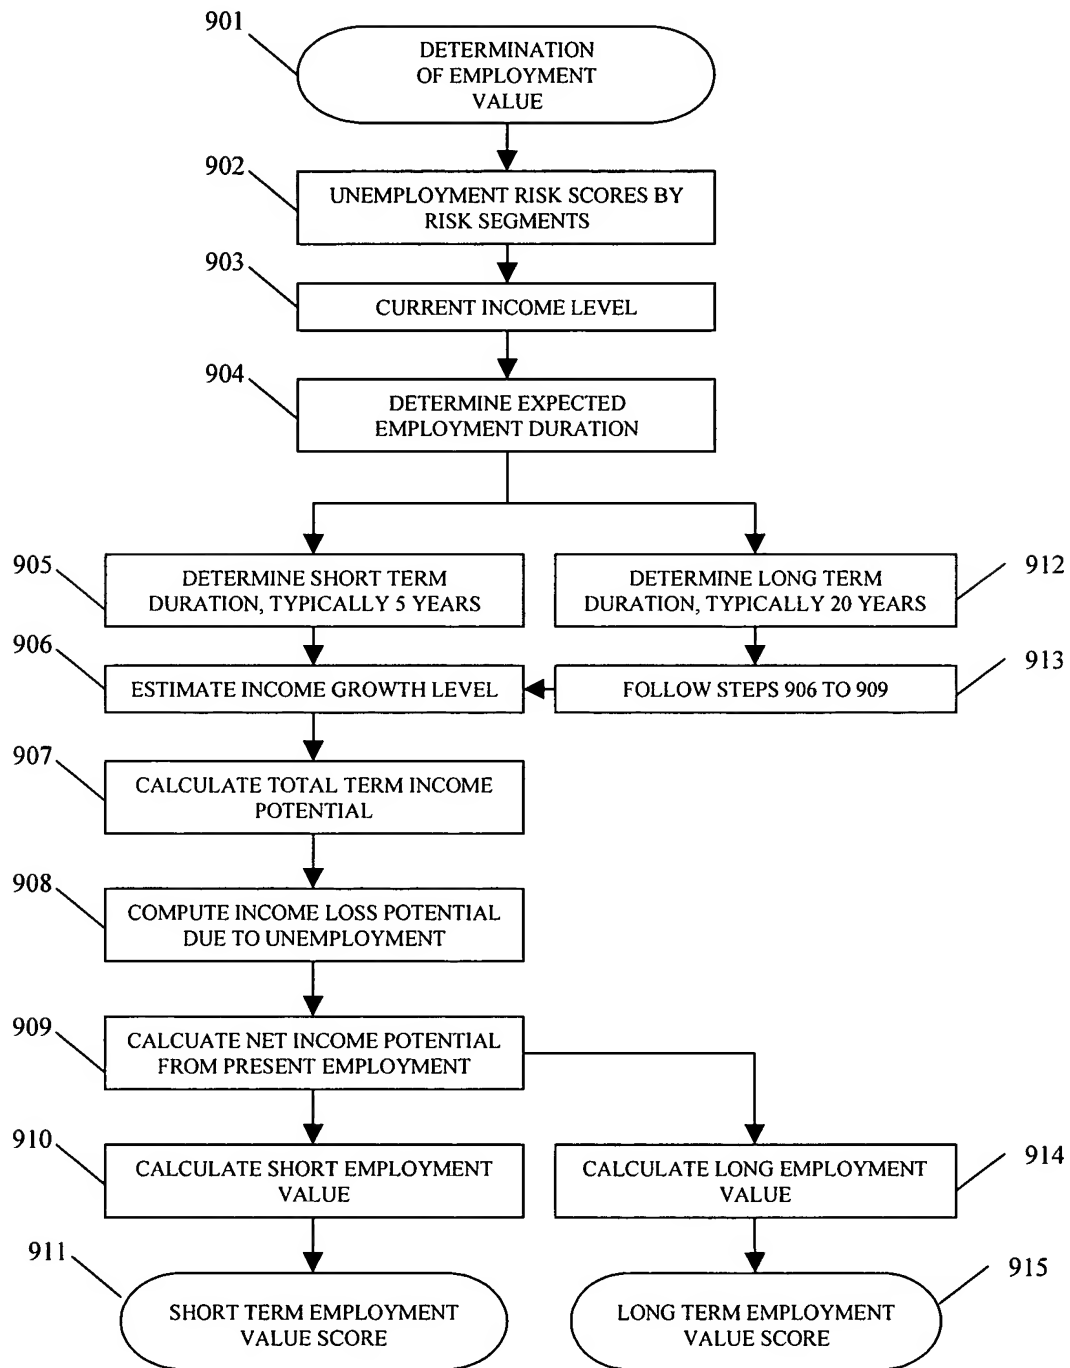 901
DETERMINATION
OF EMPLOYMENT
VALUE
902
UNEMPLOYMENT RISK SCORES BY
RISK SEGMENTS
903
CURRENT INCOME LEVEL
904
DETERMINE EXPECTED
EMPLOYMENT DURATION
905
DETERMINE SHORT TERM
DURATION, TYPICALLY 5 YEARS
912
DETERMINE LONG TERM
DURATION, TYPICALLY 20 YEARS
906
ESTIMATE INCOME GROWTH LEVEL
913
FOLLOW STEPS 906 TO 909
907
CALCULATE TOTAL TERM INCOME
POTENTIAL
908
COMPUTE INCOME LOSS POTENTIAL
DUE TO UNEMPLOYMENT
909
CALCUATE NET INCOME POTENTIAL
FROM PRESENT EMPLOYMENT
910
CALCULATE SHORT EMPLOYMENT
VALUE
914
CALCULATE LONG EMPLOYMENT
VALUE
911
SHORT TERM EMPLOYMENT
VALUE SCORE
915
LONG TERM EMPLOYMENT
VALUE SCORE